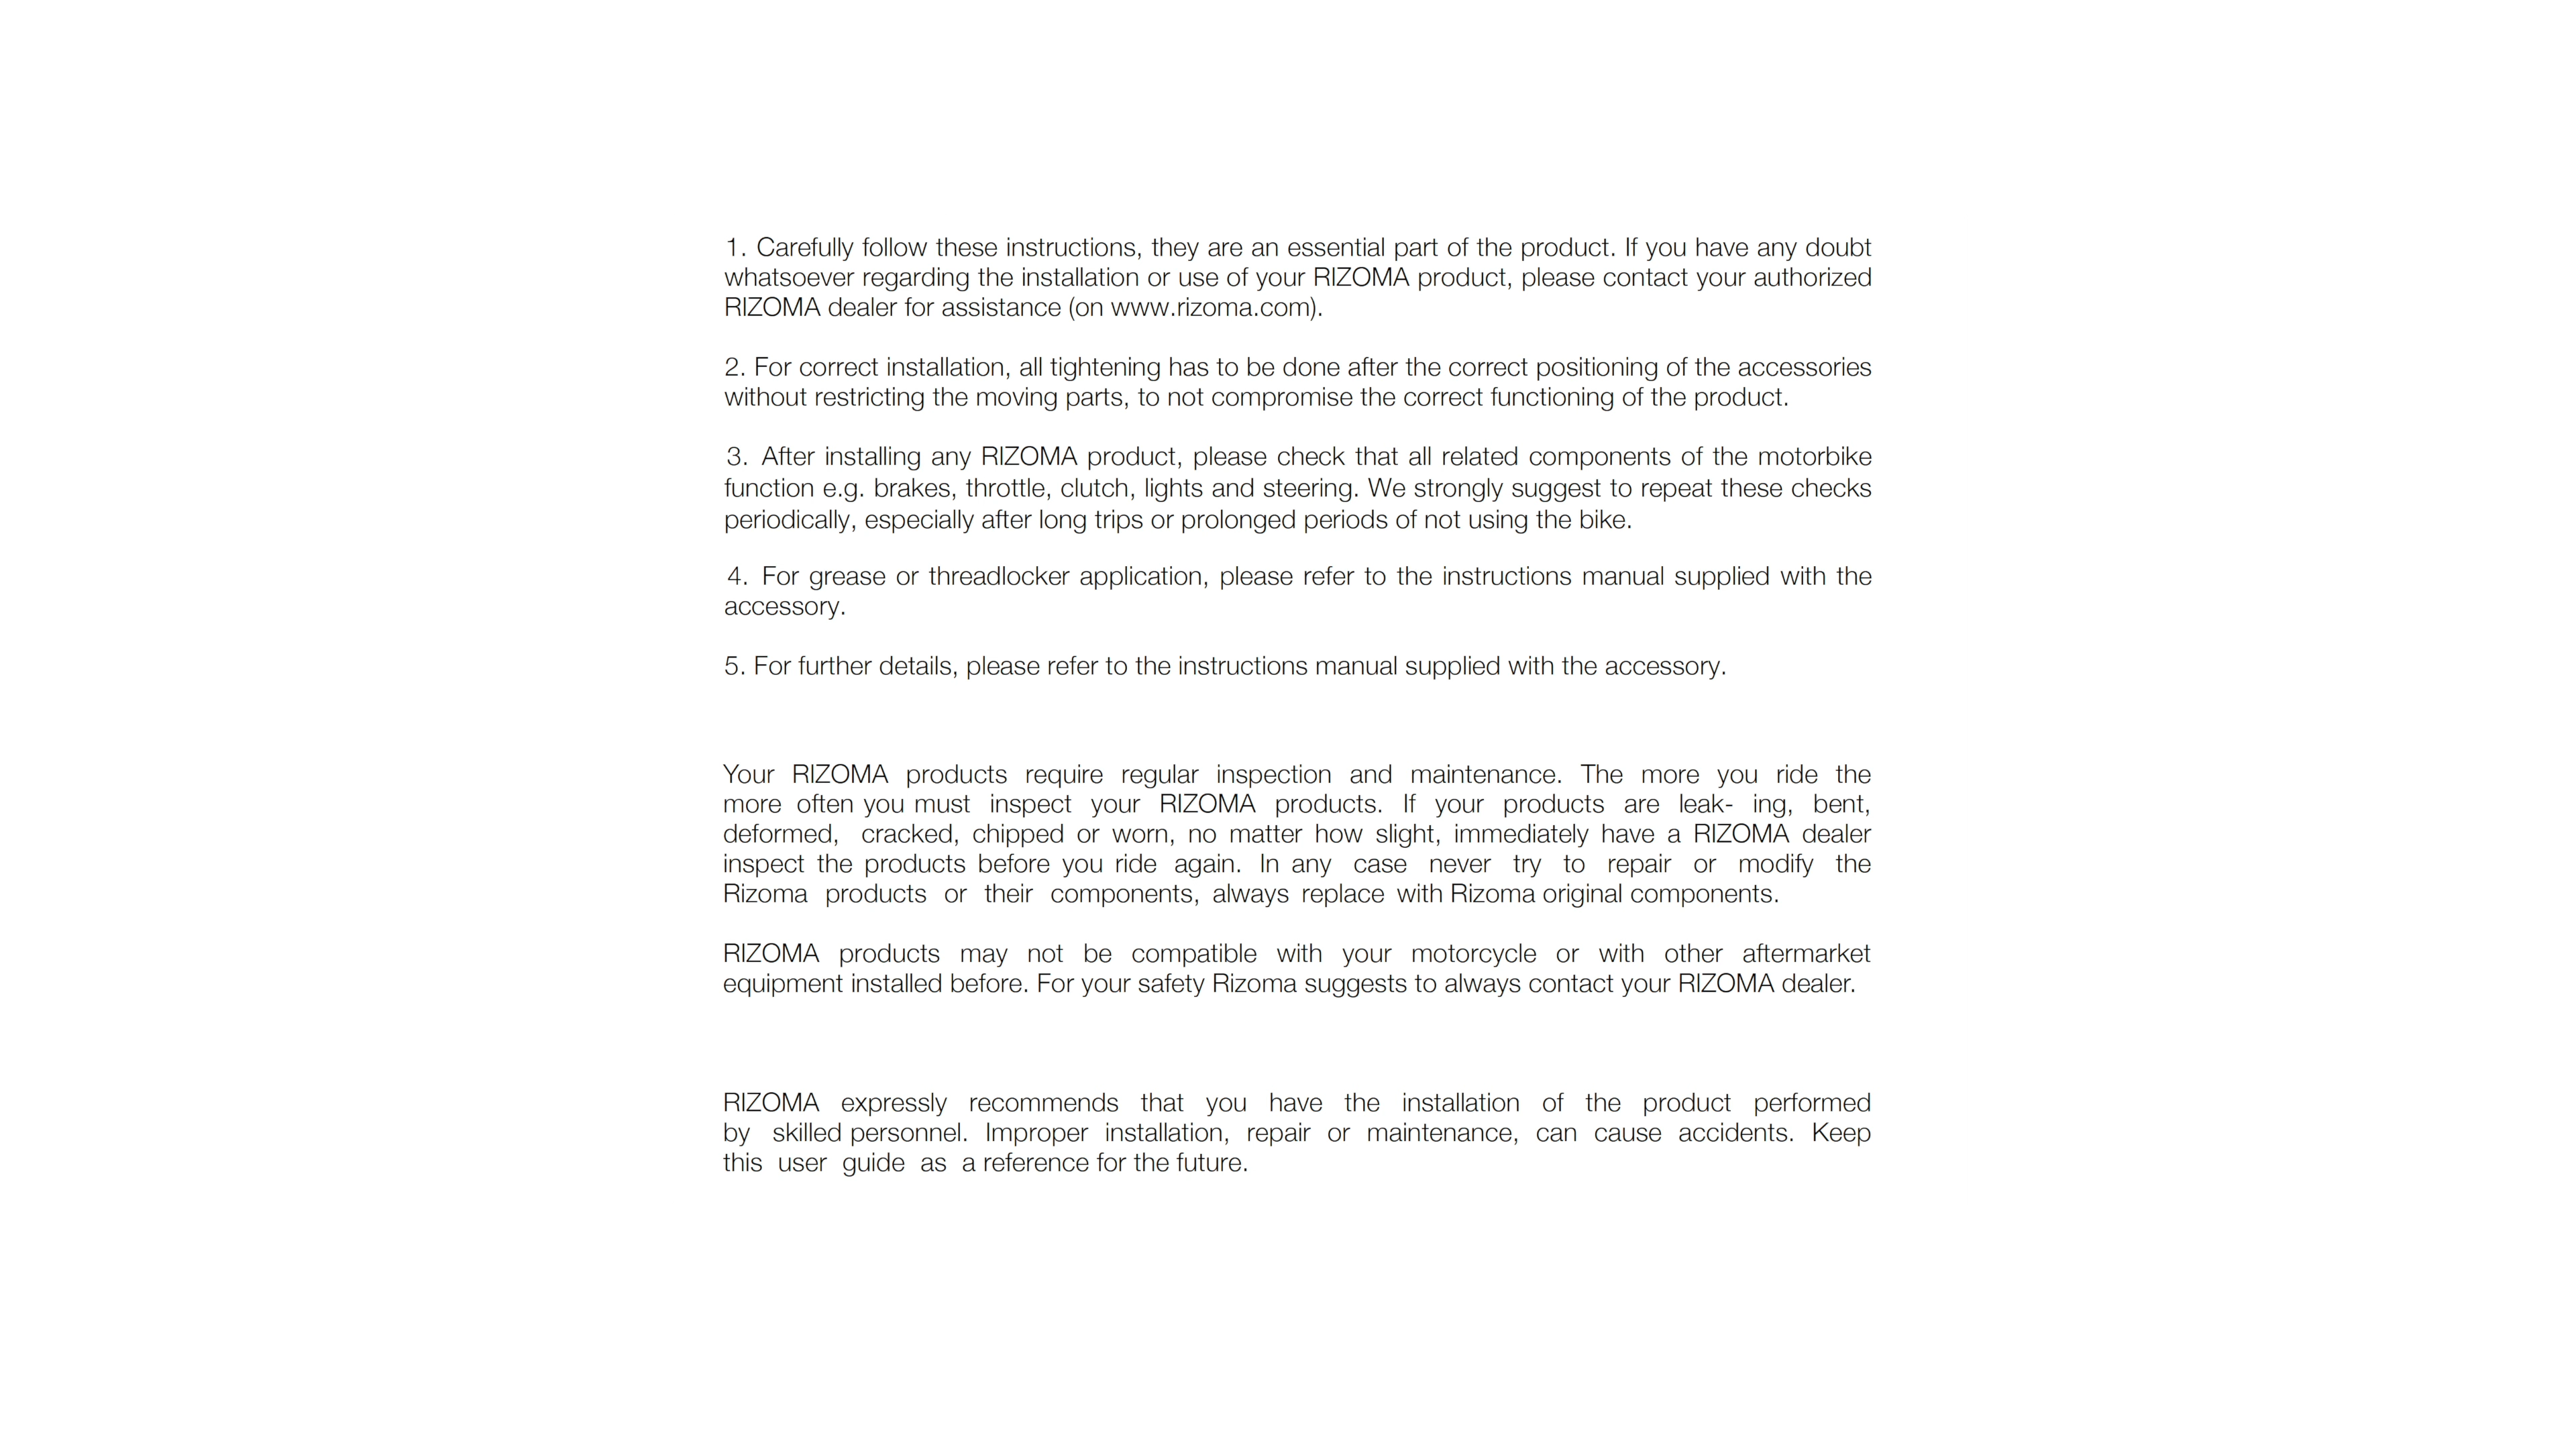 1. Carefully follow these instructions, they are an essential part of the product. If you have any doubt
whatsoever regarding the installation or use of your RIZOMA product, please contact your authorized
RIZOMA dealer for assistance (on www.rizoma.com).
2. For correct installation, all tightening has to be done after the correct positioning of the accessories
without restricting the moving parts, to not compromise the correct functioning of the product.
3. After installing any RIZOMA product, please check that all related components of the motorbike
function e.g. brakes, throttle, clutch, lights and steering. We strongly suggest to repeat these checks
periodically, especially after long trips or prolonged periods of not using the bike.
4. For grease or threadlocker application, please refer to the instructions manual supplied with the
accessory.
5. For further details, please refer to the instructions manual supplied with the accessory.
Your RIZOMA products require regular inspection and maintenance. The more you ride the
more often you must inspect your RIZOMA products. If your products are leak- ing, bent,
deformed, cracked, chipped or worn, no matter how slight, immediately have a RIZOMA dealer
inspect the products before you ride again. In any case never try to repair or modify the
Rizoma products or their components, always replace with Rizoma original components.
RIZOMA products may not be compatible with your motorcycle or with other aftermarket
equipment installed before. For your safety Rizoma suggests to always contact your RIZOMA dealer.
RIZOMA expressly recommends that you have the installation of the product performed
by skilled personnel. Improper installation, repair or maintenance, can cause accidents. Keep
this user guide as a reference for the future.